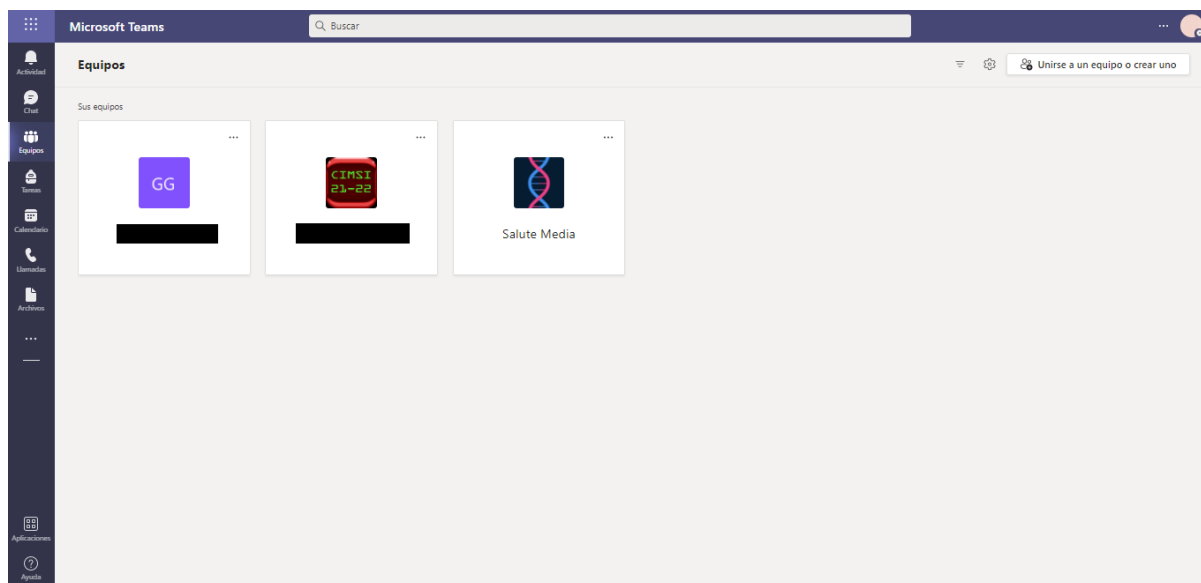 Microsoft Teams
Buscar
Actividad
Chat
Equipos
Tareas
Calendario
Llamadas
Archivos
Aplicaciones
Ayuda
Equipos
Unirse a un equipo o crear uno
Sus equipos
GG
CIMSI
21-22
Salute Media